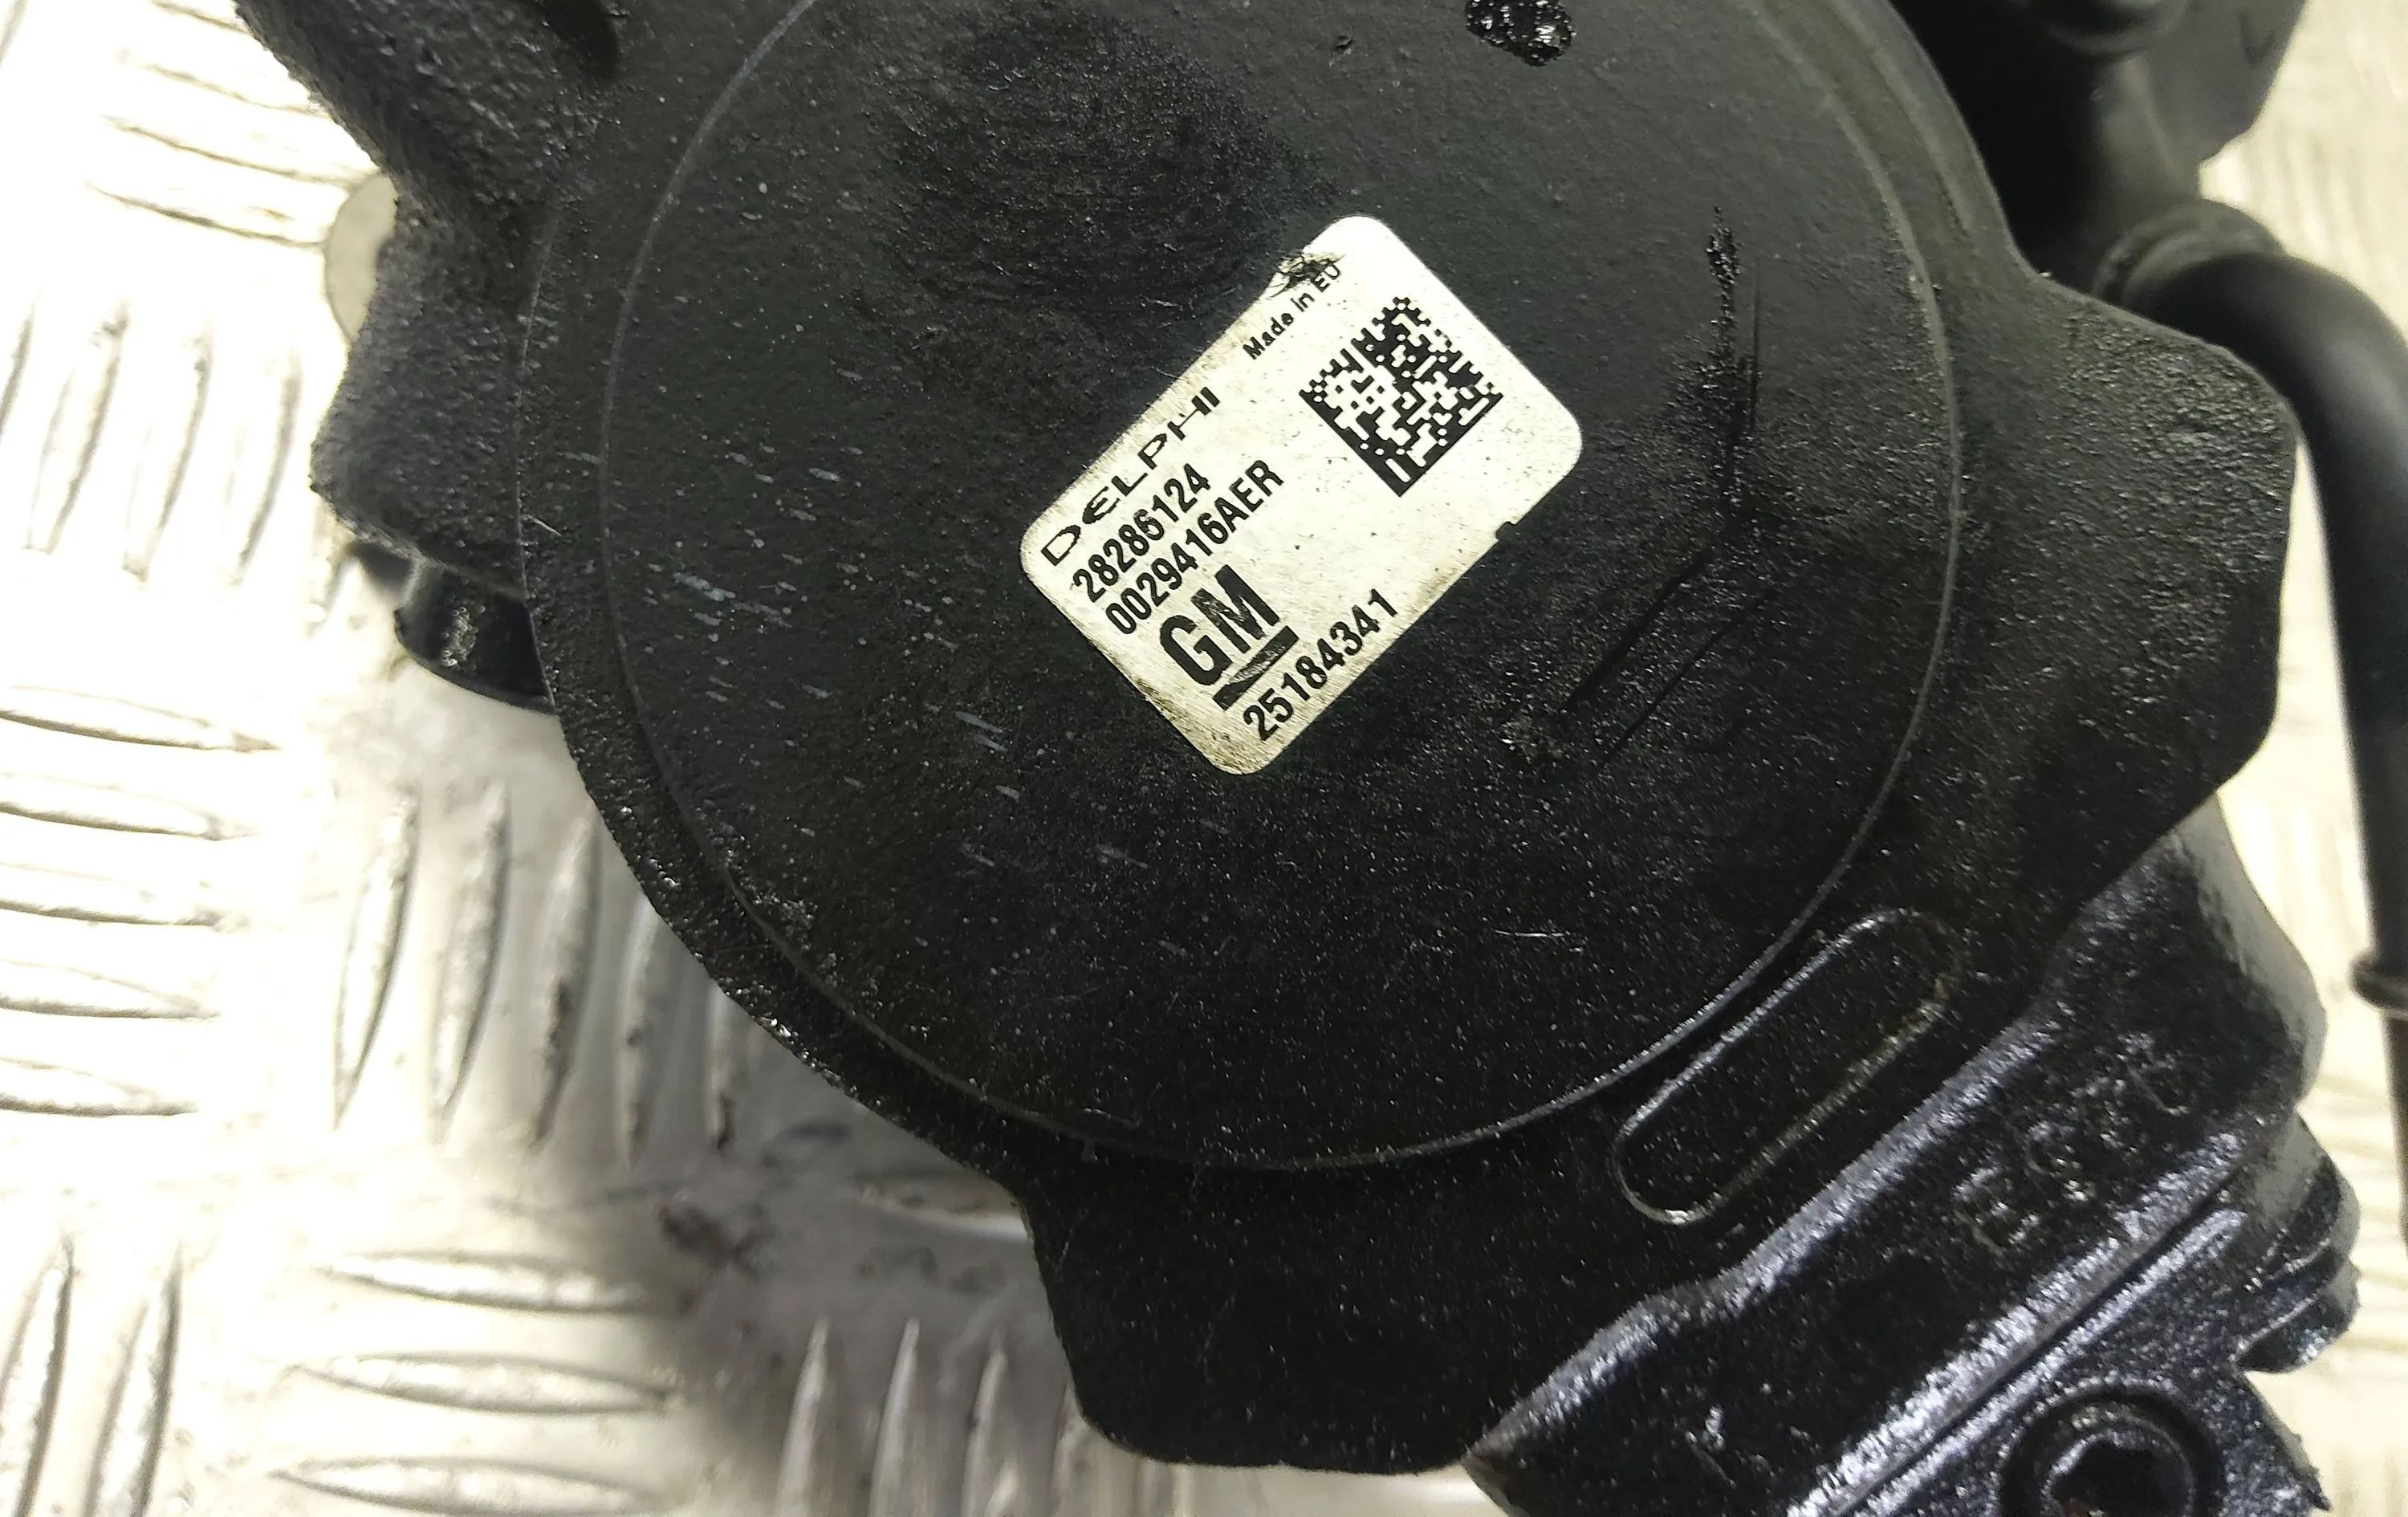 DELPHI
Made in EU
28286124
0029416AER
GM
25184341